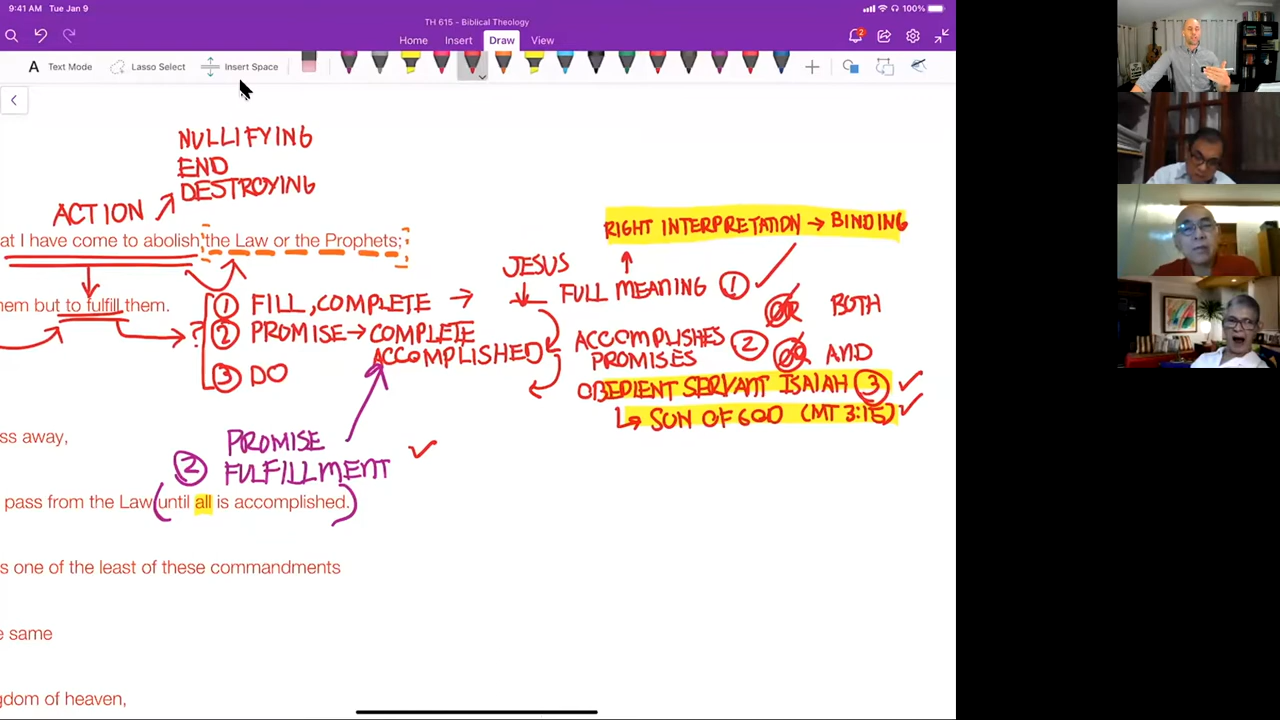 9:41 AM Tue Jan 9
100%
TH 615 - Biblical Theology
Home Insert Draw View
2
A Text Mode Lasso Select Insert Space
NULLIFYING
END
DESTROYING
ACTION
at I have come to abolish the Law or the Prophets;
RIGHT INTERPRETATION → BINDING
JESUS
FULL MEANING 1
em but to fulfill them.
1 FILL, COMPLETE →
OR BOTH
? 2 PROMISE → COMPLETE
ACCOMPLISHED
ACCOMPLISHES 2
PROMISES
OR AND
3 DO
OBEDIENT SERVANT ISAIAH 3 ✓
↳ SON OF GOD (MT 3:15) ✓
ss away,
2 PROMISE
FULFILLMENT ✓
pass from the Law (until all is accomplished.)
s one of the least of these commandments
e same
gdom of heaven,